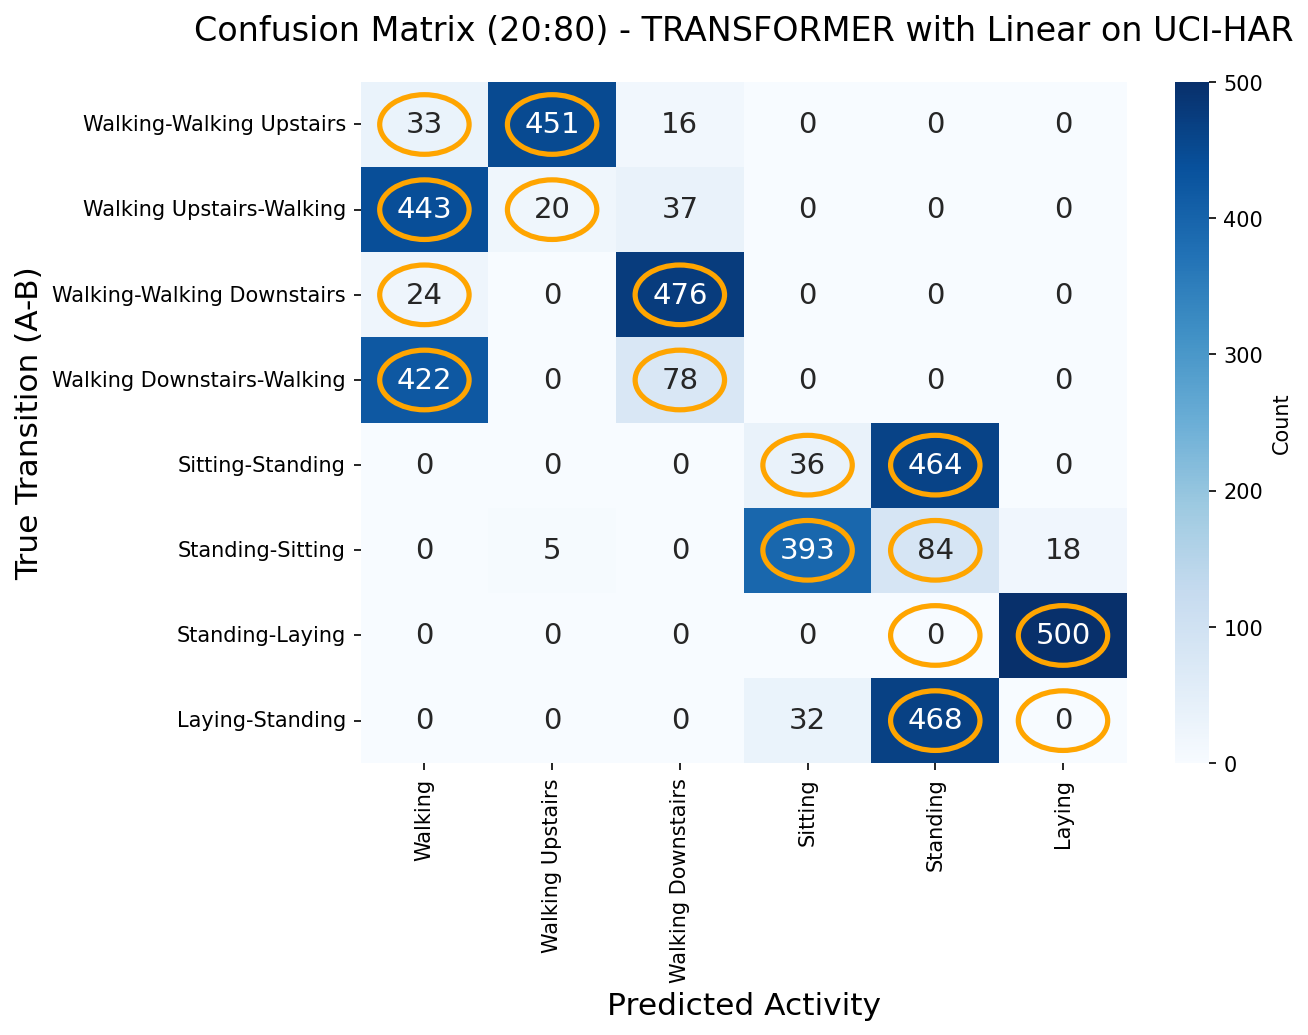 Confusion Matrix (20:80) - TRANSFORMER with Linear on UCI-HAR
True Transition (A-B)
Walking-Walking Upstairs 33 451 16 0 0 0
Walking Upstairs-Walking 443 20 37 0 0 0
Walking-Walking Downstairs 24 0 476 0 0 0
Walking Downstairs-Walking 422 0 78 0 0 0
Sitting-Standing 0 0 0 36 464 0
Standing-Sitting 0 5 0 393 84 18
Standing-Laying 0 0 0 0 0 500
Laying-Standing 0 0 0 32 468 0
Walking
Walking Upstairs
Walking Downstairs
Sitting
Standing
Laying
Predicted Activity
500
400
300
200
100
0
Count